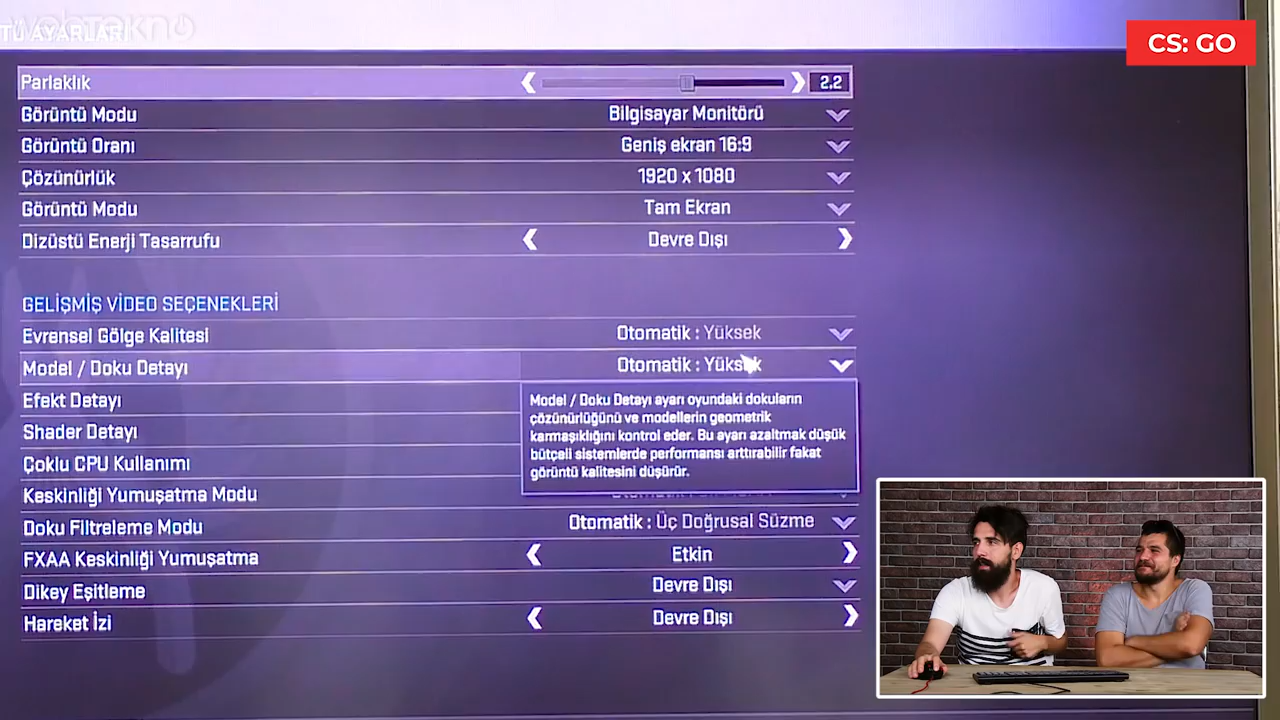 webtekno
TÜ AYARLARI
CS: GO
Parlaklık 2.2
Görüntü Modu Bilgisayar Monitörü
Görüntü Oranı Geniş ekran 16:9
Çözünürlük 1920 x 1080
Görüntü Modu Tam Ekran
Dizüstü Enerji Tasarrufu Devre Dışı
GELİŞMİŞ VİDEO SEÇENEKLERİ
Evrensel Gölge Kalitesi Otomatik : Yüksek
Model / Doku Detayı Otomatik : Yüksek
Efekt Detayı
Shader Detayı
Çoklu CPU Kullanımı
Keskinliği Yumuşatma Modu
Model / Doku Detayı ayarı oyundaki dokuların
çözünürlüğünü ve modellerin geometrik
karmaşıklığını kontrol eder. Bu ayarı azaltmak düşük
bütçeli sistemlerde performansı arttırabilir fakat
görüntü kalitesini düşürür.
Doku Filtreleme Modu Otomatik : Üç Doğrusal Süzme
FXAA Keskinliği Yumuşatma Etkin
Dikey Eşitleme Devre Dışı
Hareket İzi Devre Dışı